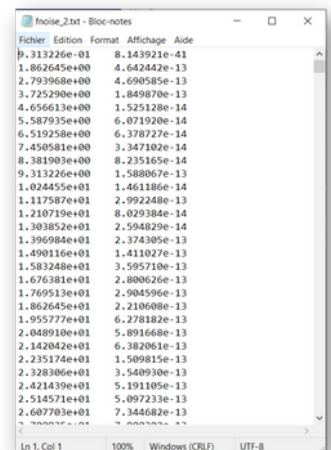 fnoise_2.txt - Bloc-notes
Fichier Edition Format Affichage Aide
9.313226e-01 8.143921e-41
1.862645e+00 4.642442e-13
2.793968e+00 4.690585e-13
3.725290e+00 1.849870e-13
4.656613e+00 1.525128e-14
5.587935e+00 6.071920e-14
6.519258e+00 6.378727e-14
7.450581e+00 3.347102e-14
8.381903e+00 8.235165e-14
9.313226e+00 1.588067e-13
1.024455e+01 1.461186e-14
1.117587e+01 2.992248e-13
1.210719e+01 8.029384e-14
1.303852e+01 2.594829e-14
1.396984e+01 2.374305e-13
1.490116e+01 1.411027e-13
1.583248e+01 3.595710e-13
1.676381e+01 2.800626e-13
1.769513e+01 2.904596e-13
1.862645e+01 2.210608e-13
1.955777e+01 6.278182e-13
2.048910e+01 5.891668e-13
2.142042e+01 6.382061e-13
2.235174e+01 1.509815e-13
2.328306e+01 3.540930e-13
2.421439e+01 5.191105e-13
2.514571e+01 5.097233e-13
2.607703e+01 7.344682e-13
Ln 1, Col 1 100% Windows (CRLF) UTF-8